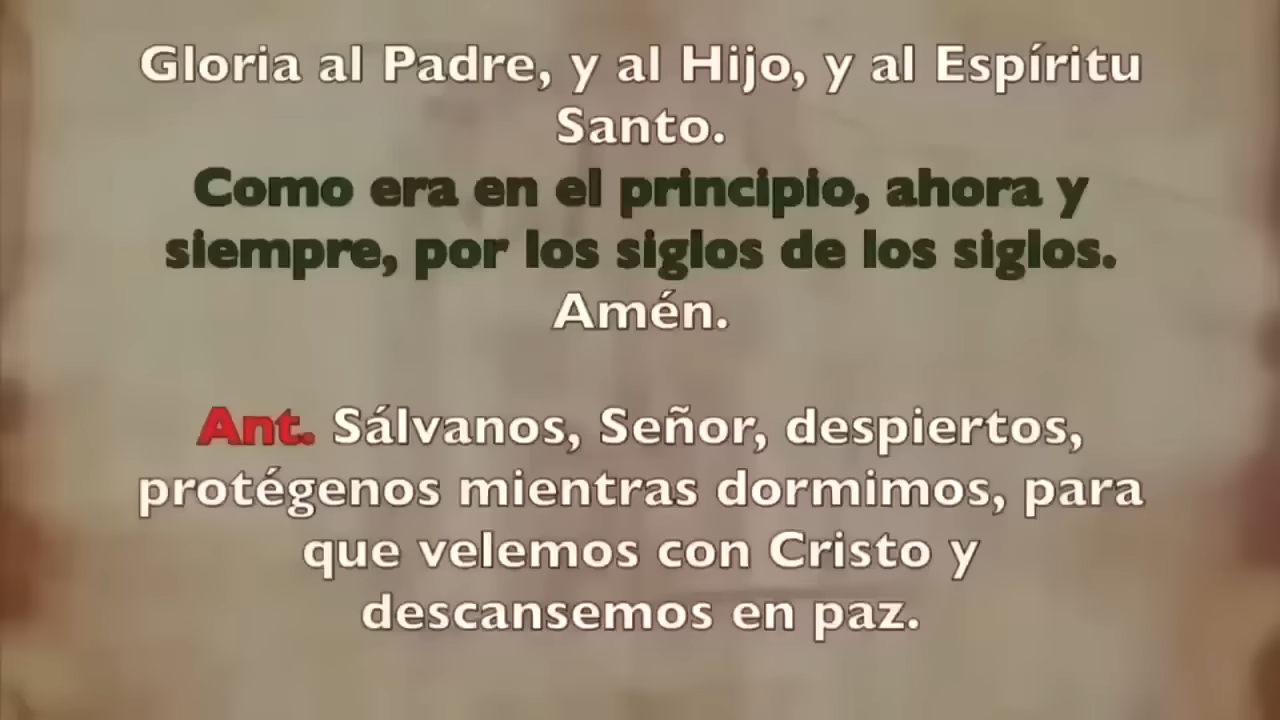 Gloria al Padre, y al Hijo, y al Espíritu
Santo.
Como era en el principio, ahora y
siempre, por los siglos de los siglos.
Amén.
Ant. Sálvanos, Señor, despiertos,
protégenos mientras dormimos, para
que velemos con Cristo y
descansemos en paz.